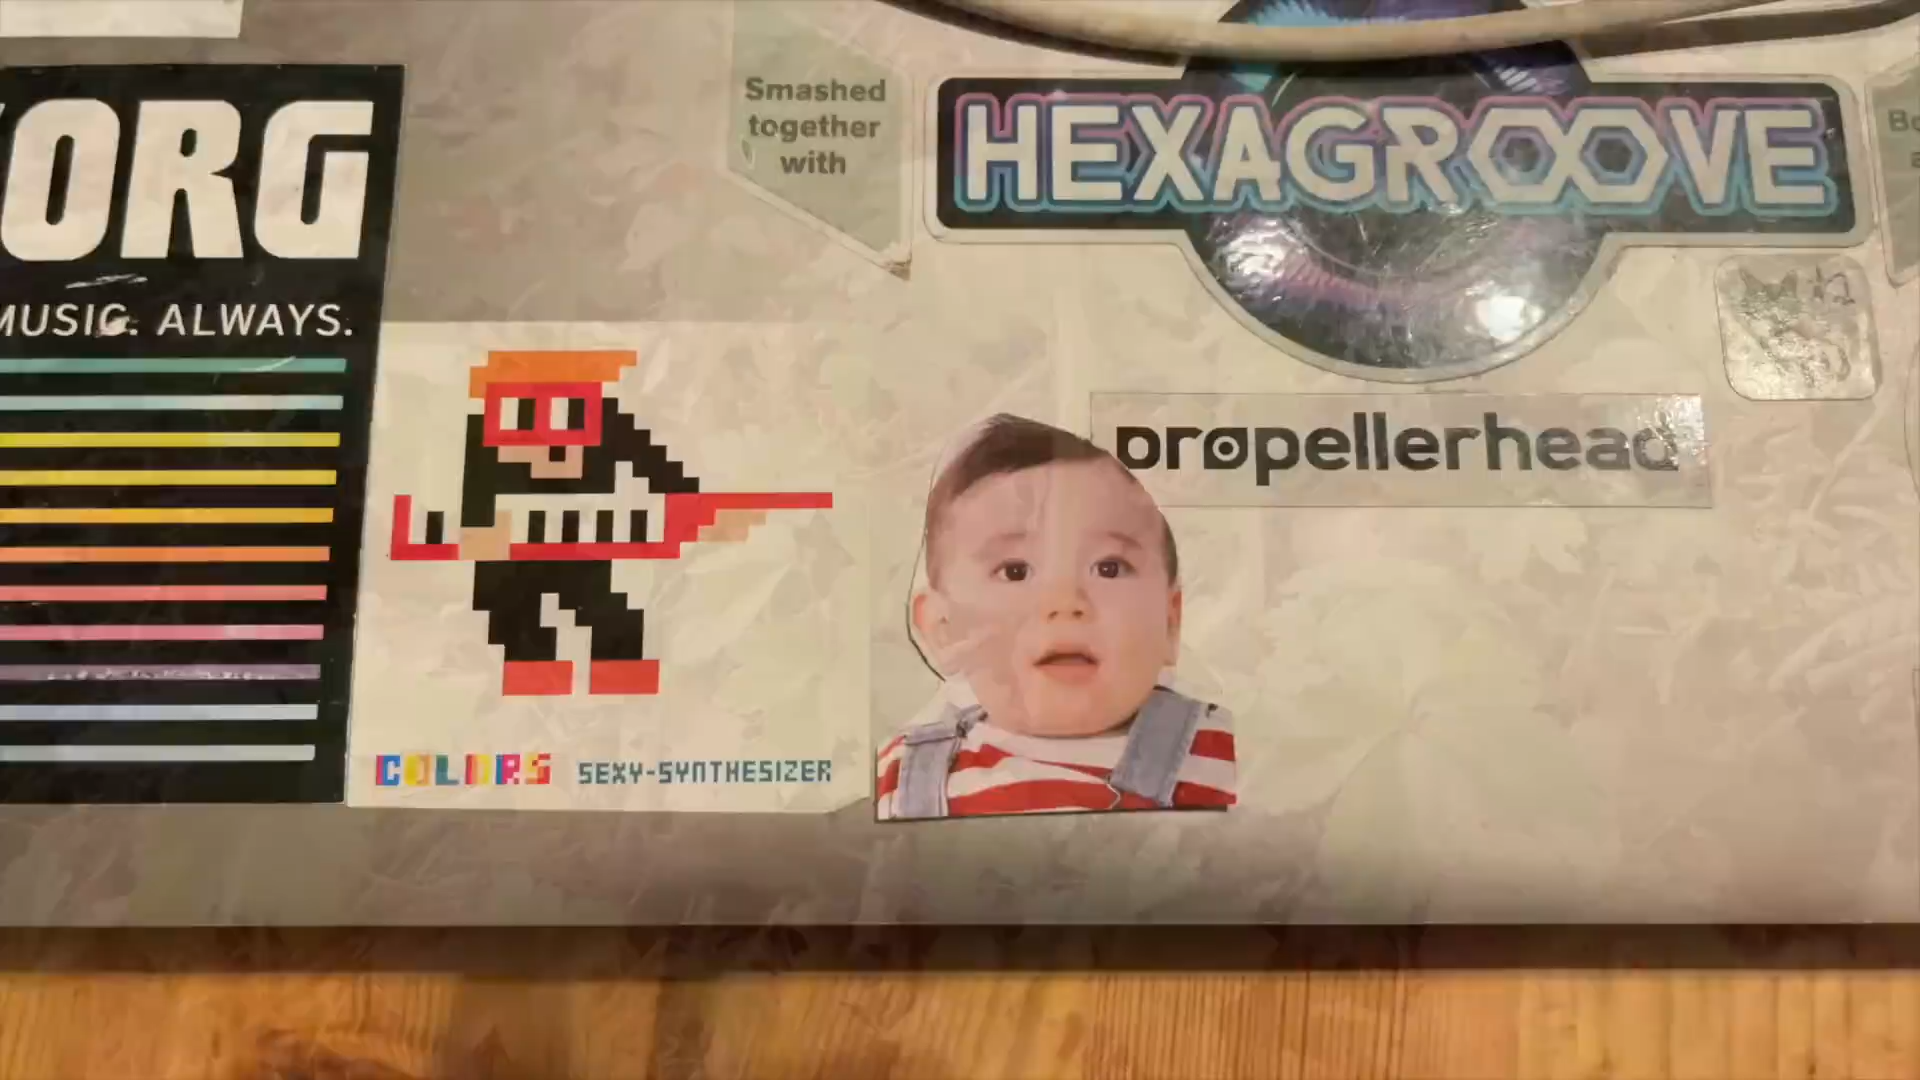 ORG
MUSIC. ALWAYS.
Smashed
together
with
HEXAGROOVE
propellerhead
COLORS SEXY-SYNTHESIZER